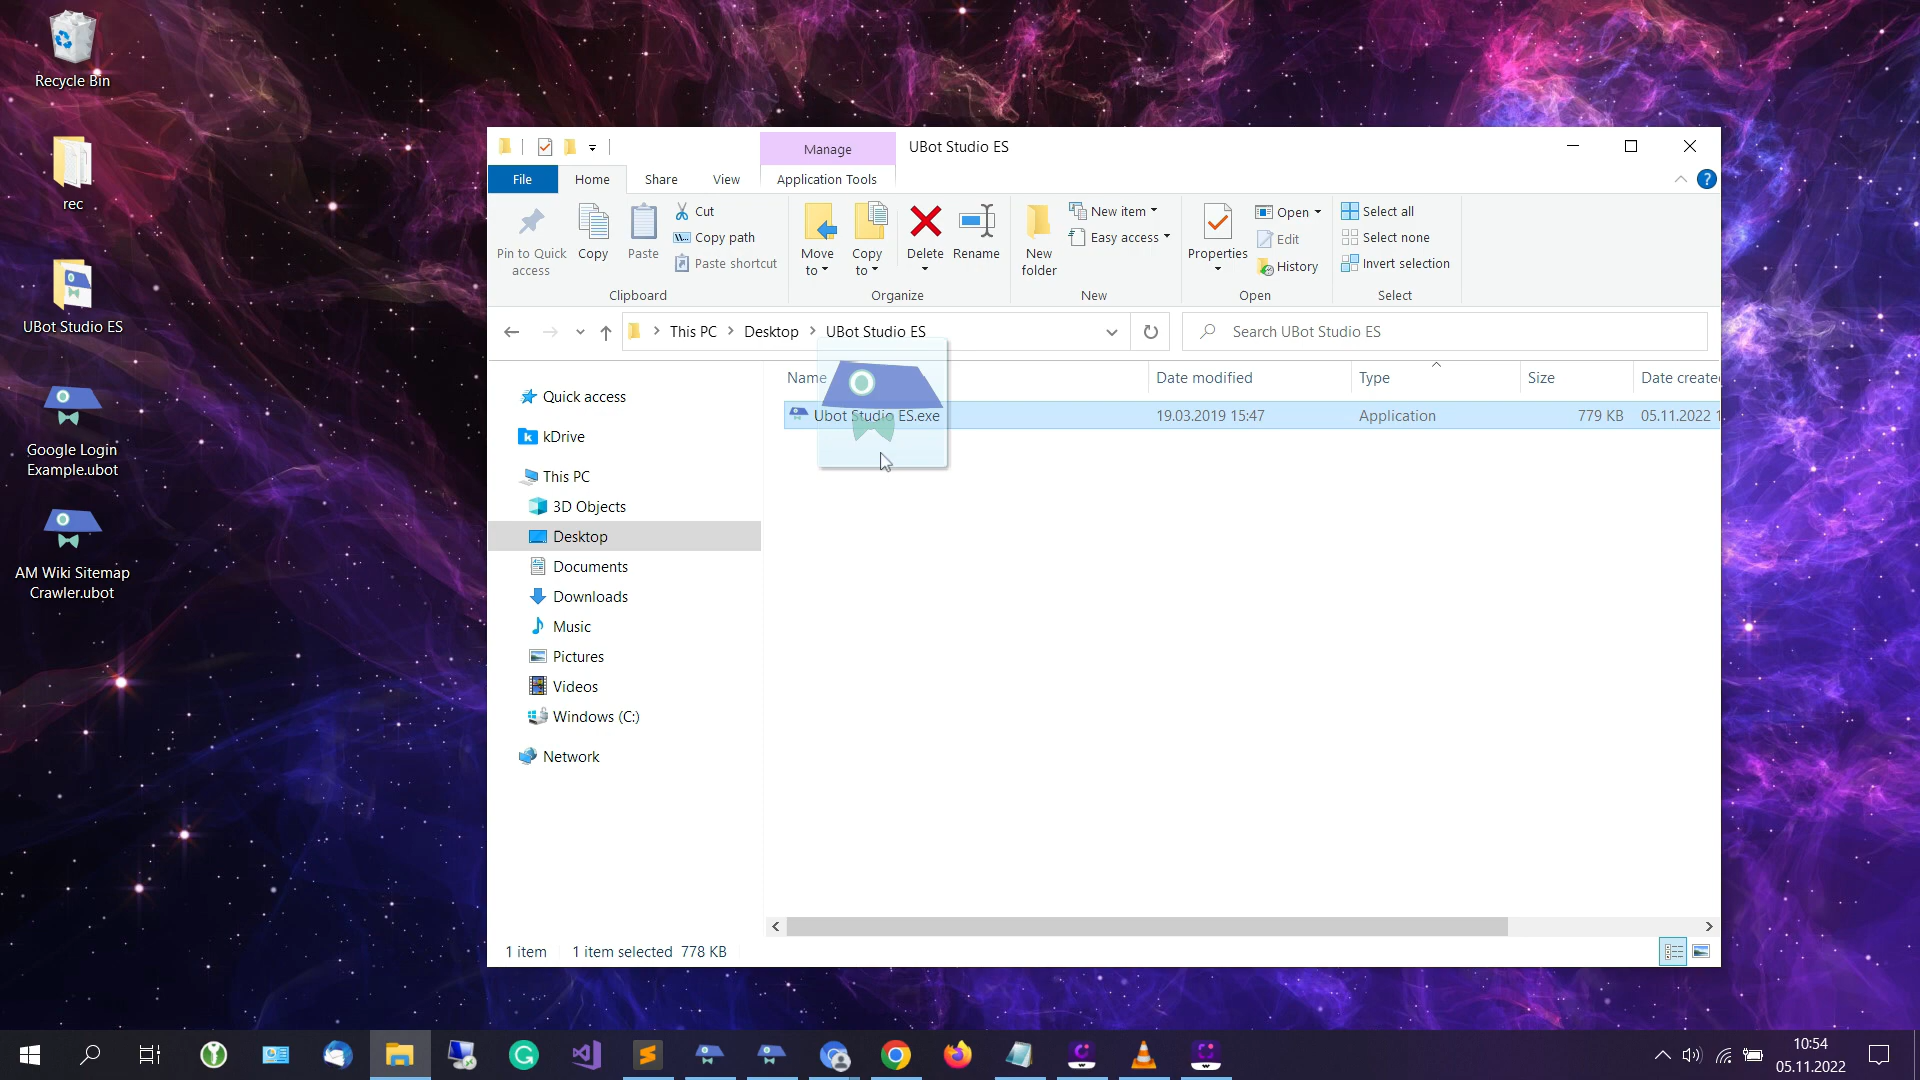 Recycle Bin
rec
UBot Studio ES
Google Login
Example.ubot
AM Wiki Sitemap
Crawler.ubot
Manage
UBot Studio ES
File
Home
Share
View
Application Tools
Pin to Quick
access
Copy
Paste
Cut
Copy path
Paste shortcut
Clipboard
Move
to
Copy
to
Delete
Rename
Organize
New
folder
New item
Easy access
New
Properties
Open
Edit
History
Open
Select all
Select none
Invert selection
Select
This PC
Desktop
UBot Studio ES
Search UBot Studio ES
Name
Date modified
Type
Size
Date create
Ubot Studio ES.exe
19.03.2019 15:47
Application
779 KB
05.11.2022 1
Quick access
kDrive
This PC
3D Objects
Desktop
Documents
Downloads
Music
Pictures
Videos
Windows (C:)
Network
1 item
1 item selected 778 KB
10:54
05.11.2022